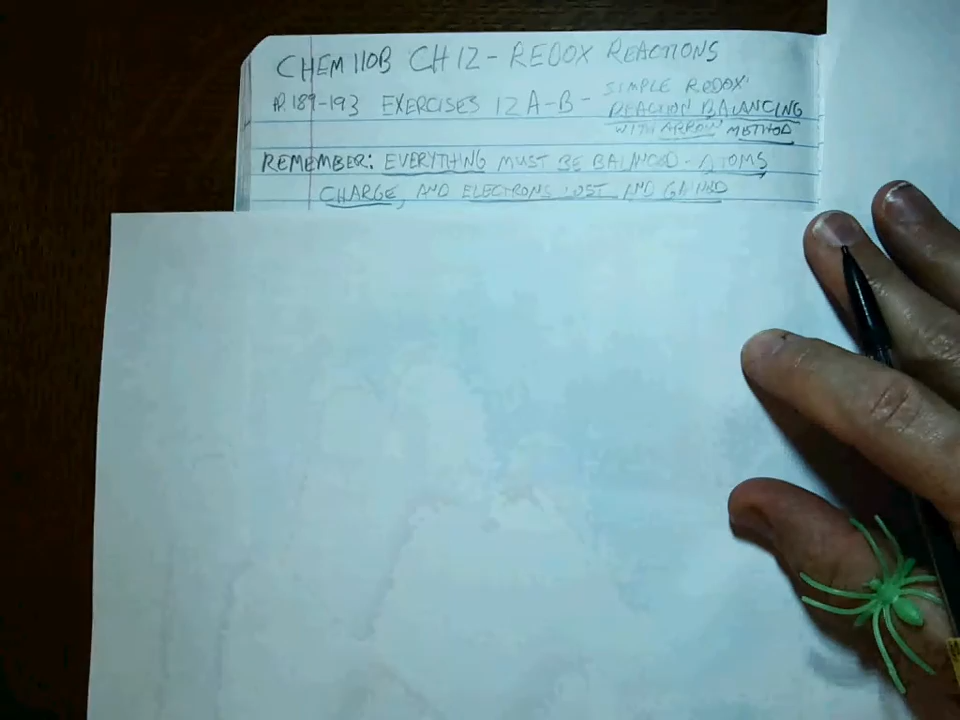 CHEM 110B CH 12 - REDOX REACTIONS
PP. 189-193 EXERCISES 12 A-B - SIMPLE REDOX
REACTION BALANCING
WITH "ARROW" METHOD
REMEMBER: EVERYTHING MUST BE BALANCED - ATOMS,
CHARGE, AND ELECTRONS LOST AND GAINED